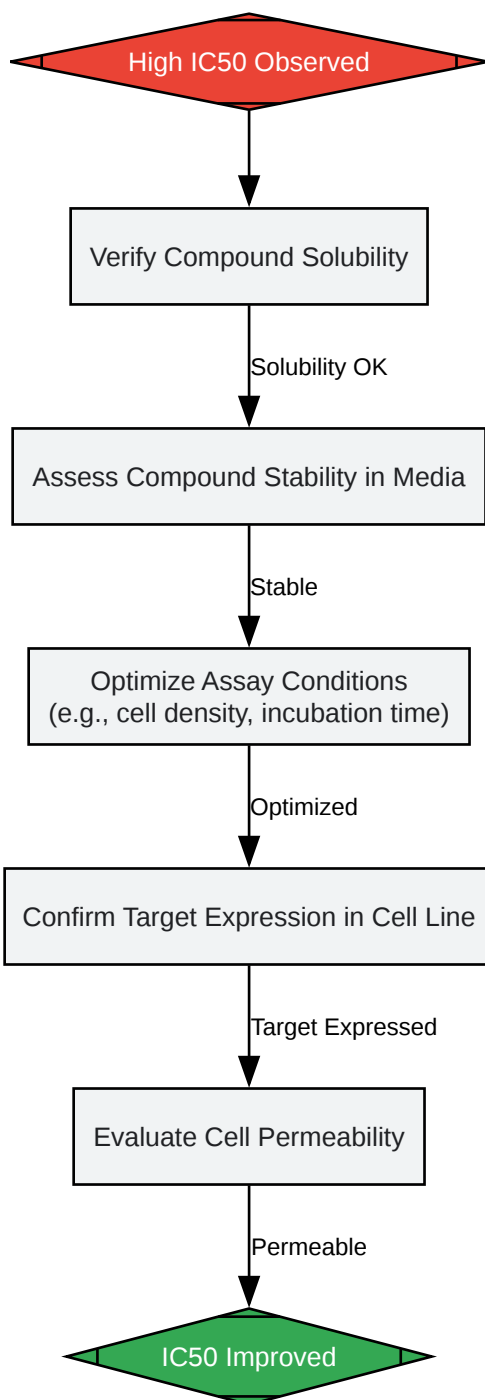 High IC50 Observed
Verify Compound Solubility
Solubility OK
Assess Compound Stability in Media
Stable
Optimize Assay Conditions
(e.g., cell density, incubation time)
Optimized
Confirm Target Expression in Cell Line
Target Expressed
Evaluate Cell Permeability
Permeable
IC50 Improved